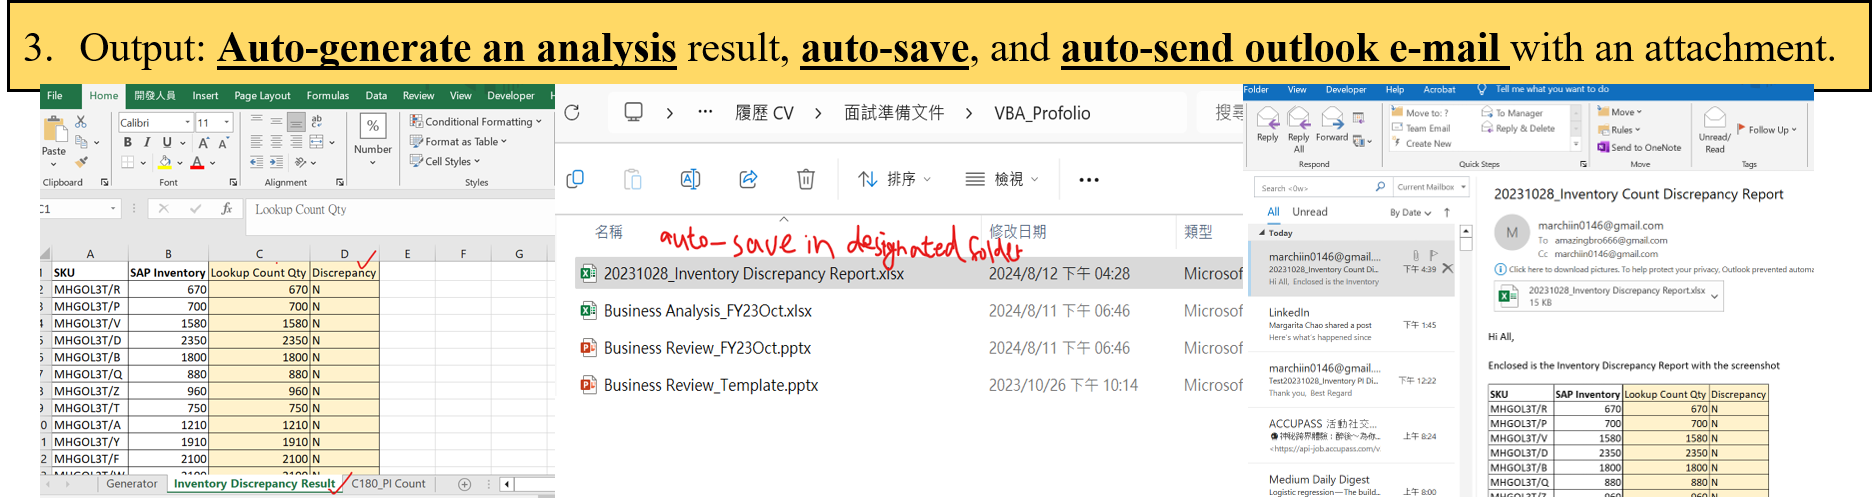 3. Output: Auto-generate an analysis result, auto-save, and auto-send outlook e-mail with an attachment.
File Home 開發人員 Insert Page Layout Formulas Data Review View Developer
Paste
Calibri 11
B I U
Number
Conditional Formatting
Format as Table
Cell Styles
Clipboard Font Alignment Styles
C1 fx Lookup Count Qty
A B C D E F G
SKU SAP Inventory Lookup Count Qty Discrepancy
MHGOL3T/R 670 670 N
MHGOL3T/P 700 700 N
MHGOL3T/V 1580 1580 N
MHGOL3T/D 2350 2350 N
MHGOL3T/B 1800 1800 N
MHGOL3T/Q 880 880 N
MHGOL3T/Z 960 960 N
MHGOL3T/T 750 750 N
MHGOL3T/A 1210 1210 N
MHGOL3T/Y 1910 1910 N
MHGOL3T/F 2100 2100 N
MHGOL3T/W 2100 2100 N
Generator Inventory Discrepancy Result C180_PI Count
履歷 CV 面試準備文件 VBA_Profolio 搜尋
排序 檢視
名稱 修改日期 類型
auto-save in designated folder
20231028_Inventory Discrepancy Report.xlsx 2024/8/12 下午 04:28 Microsof
Business Analysis_FY23Oct.xlsx 2024/8/11 下午 06:46 Microsof
Business Review_FY23Oct.pptx 2024/8/11 下午 06:46 Microsof
Business Review_Template.pptx 2023/10/26 下午 10:14 Microsof
Folder View Developer Help Acrobat Tell me what you want to do
Reply Reply All Forward
Move to: ? To Manager
Team Email Reply & Delete
Create New
Move
Rules
Send to OneNote
Unread/ Read
Follow Up
Respond Quick Steps Move Tags
Search <0w> Current Mailbox
All Unread By Date
Today
marchiin0146@gmail....
20231028_Inventory Count Di... 下午 4:39
Hi All, Enclosed is the Inventory
LinkedIn
Margarita Chao shared a post 下午 1:45
Here's what's happened since
marchiin0146@gmail....
Test20231028_Inventory PI Di... 下午 12:22
Thank you, Best Regard
ACCUPASS 活動社交...
神秘跨界體驗：醉後～為你... 上午 8:24
<https://api-job.accupass.com/v
Medium Daily Digest
Logistic regression — The build... 上午 8:00
20231028_Inventory Count Discrepancy Report
M
marchiin0146@gmail.com
To amazingbro666@gmail.com
Cc marchiin0146@gmail.com
Click here to download pictures. To help protect your privacy, Outlook prevented automa
20231028_Inventory Discrepancy Report.xlsx
15 KB
Hi All,
Enclosed is the Inventory Discrepancy Report with the screenshot
SKU SAP Inventory Lookup Count Qty Discrepancy
MHGOL3T/R 670 670 N
MHGOL3T/P 700 700 N
MHGOL3T/V 1580 1580 N
MHGOL3T/D 2350 2350 N
MHGOL3T/B 1800 1800 N
MHGOL3T/Q 880 880 N
MHGOL3T/Z 960 960 N